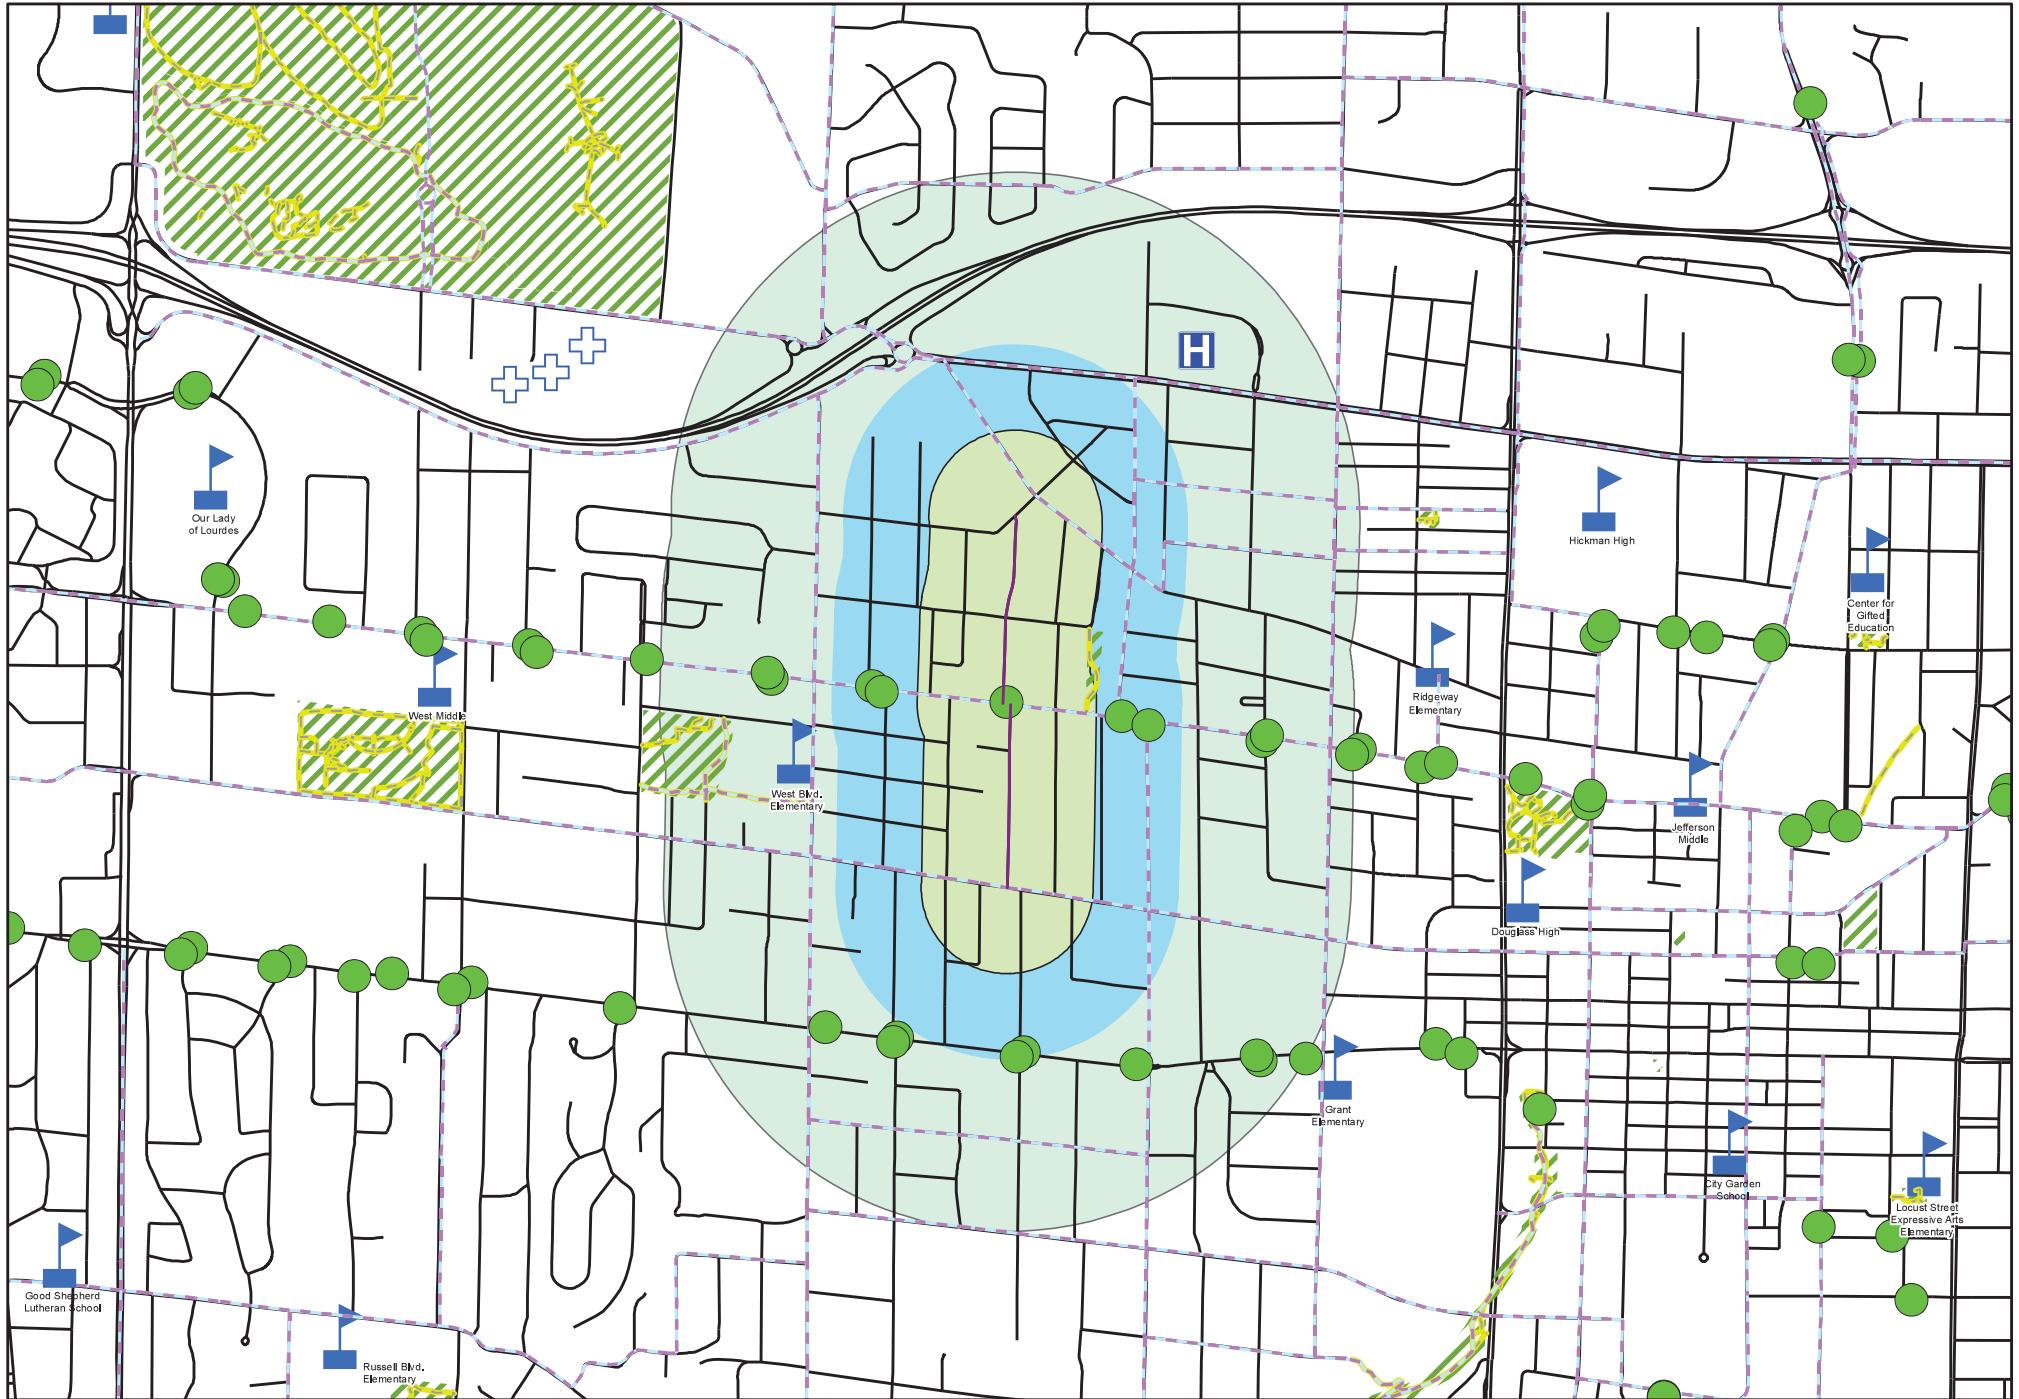 H
Our Lady
of Lourdes
Hickman High
Center for
Gifted
Education
Ridgeway
Elementary
West Middle
West Blvd.
Elementary
Jefferson
Middle
Douglass High
Grant
Elementary
City Garden
School
Locust Street
Expressive Arts
Elementary
Good Shepherd
Lutheran School
Russell Blvd.
Elementary